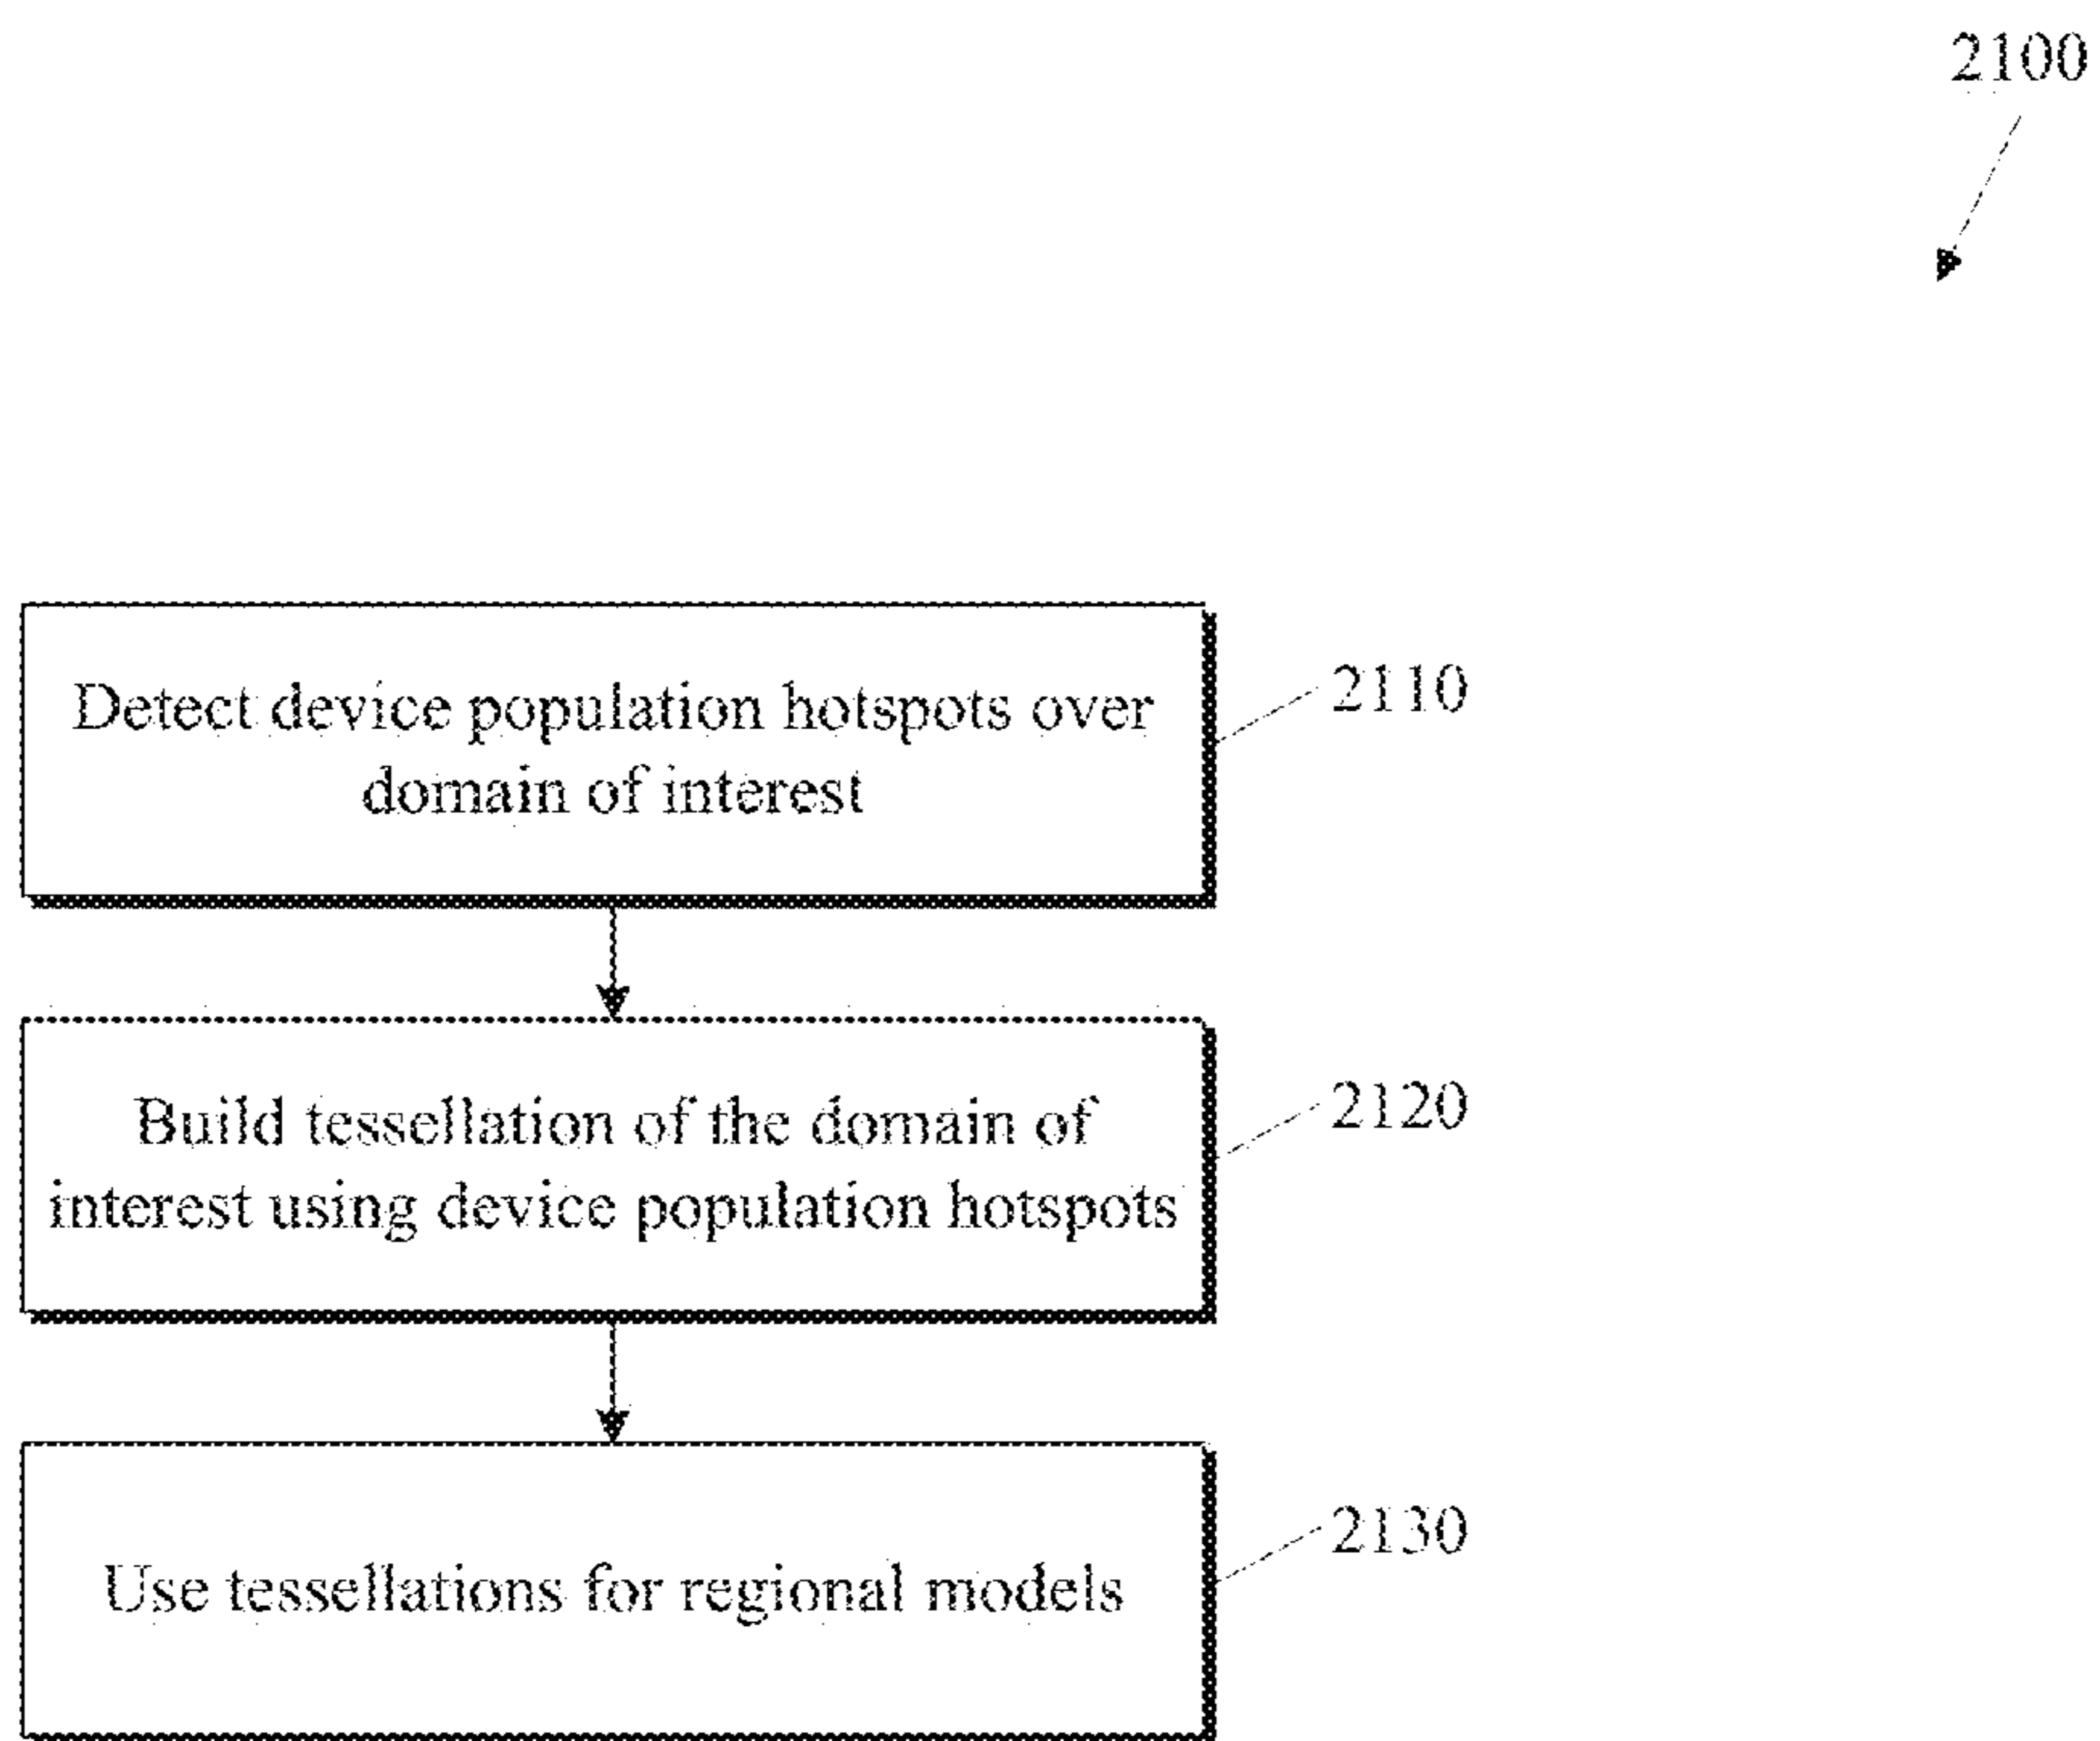 2100
Detect device population hotspots over
domain of interest
2110
Build tessellation of the domain of
interest using device population hotspots
2120
Use tessellations for regional models
2130